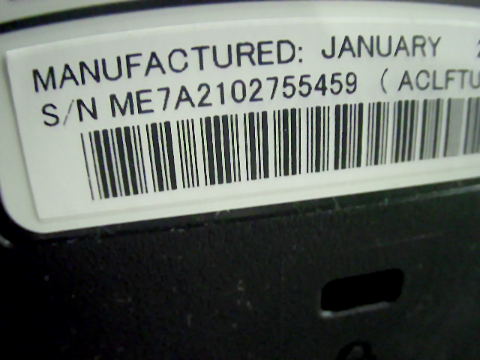 MANUFACTURED: JANUARY
S/N ME7A2102755459 ( ACLFTU